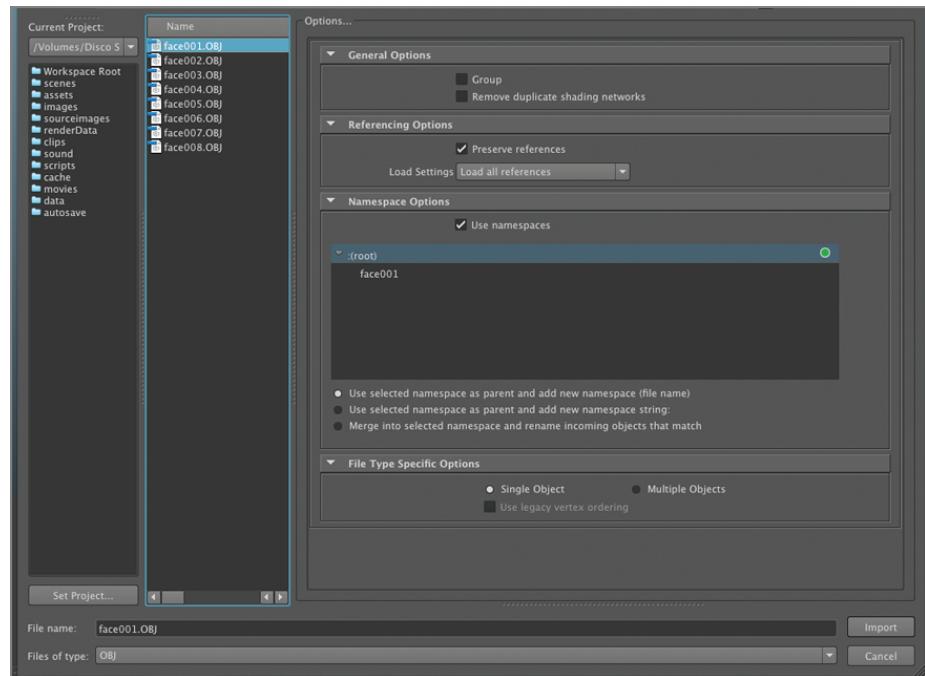 Current Project:
/Volumes/Disco S
Workspace Root
scenes
assets
images
sourceimages
renderData
clips
sound
scripts
cache
movies
data
autosave
Set Project...
Name
face001.OBJ
face002.OBJ
face003.OBJ
face004.OBJ
face005.OBJ
face006.OBJ
face007.OBJ
face008.OBJ
Options...
General Options
Group
Remove duplicate shading networks
Referencing Options
Preserve references
Load Settings Load all references
Namespace Options
Use namespaces
:(root)
face001
Use selected namespace as parent and add new namespace (file name)
Use selected namespace as parent and add new namespace string:
Merge into selected namespace and rename incoming objects that match
File Type Specific Options
Single Object Multiple Objects
Use legacy vertex ordering
File name: face001.OBJ Import
Files of type: OBJ Cancel